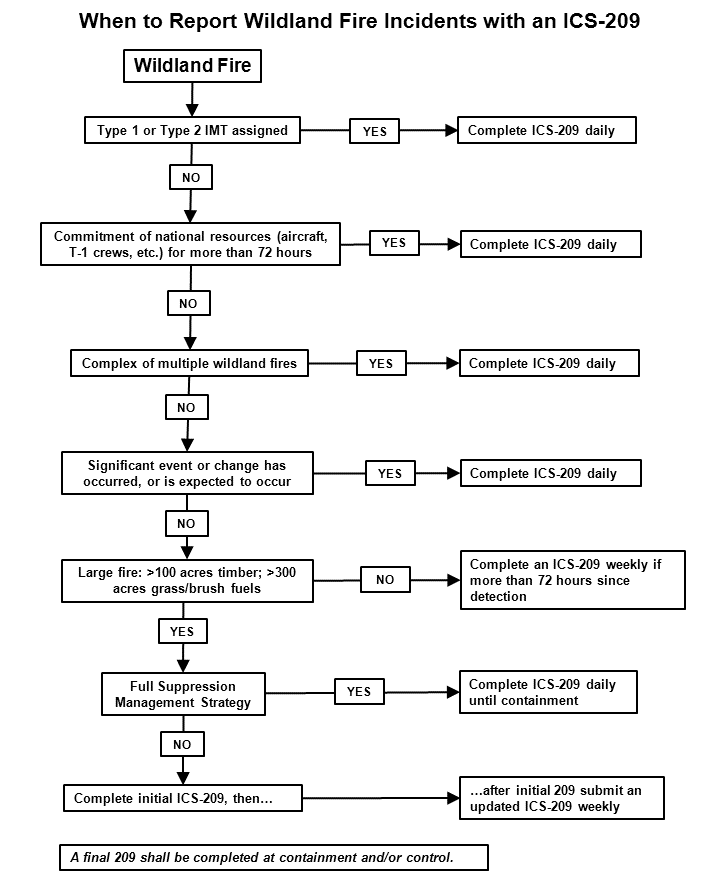 When to Report Wildland Fire Incidents with an ICS-209
Wildland Fire
Type 1 or Type 2 IMT assigned
YES
Complete ICS-209 daily
NO
Commitment of national resources (aircraft,
T-1 crews, etc.) for more than 72 hours
YES
Complete ICS-209 daily
NO
Complex of multiple wildland fires
YES
Complete ICS-209 daily
NO
Significant event or change has
occurred, or is expected to occur
YES
Complete ICS-209 daily
NO
Large fire: >100 acres timber; >300
acres grass/brush fuels
NO
Complete an ICS-209 weekly if
more than 72 hours since
detection
YES
Full Suppression
Management Strategy
YES
Complete ICS-209 daily
until containment
NO
Complete initial ICS-209, then…
…after initial 209 submit an
updated ICS-209 weekly
A final 209 shall be completed at containment and/or control.